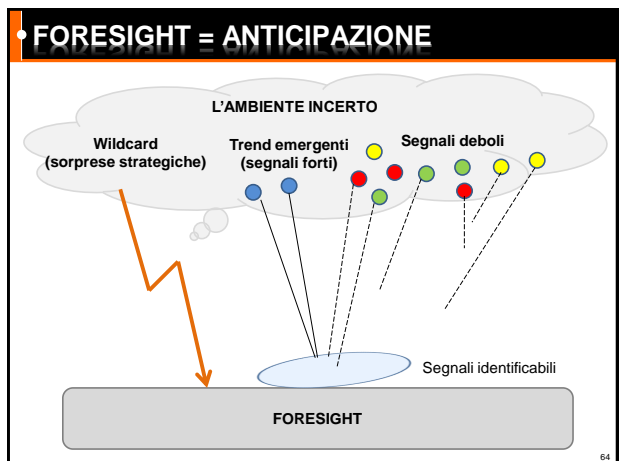 FORESIGHT = ANTICIPAZIONE
L'AMBIENTE INCERTO
Wildcard
(sorprese strategiche)
Trend emergenti
(segnali forti)
Segnali deboli
Segnali identificabili
FORESIGHT
64